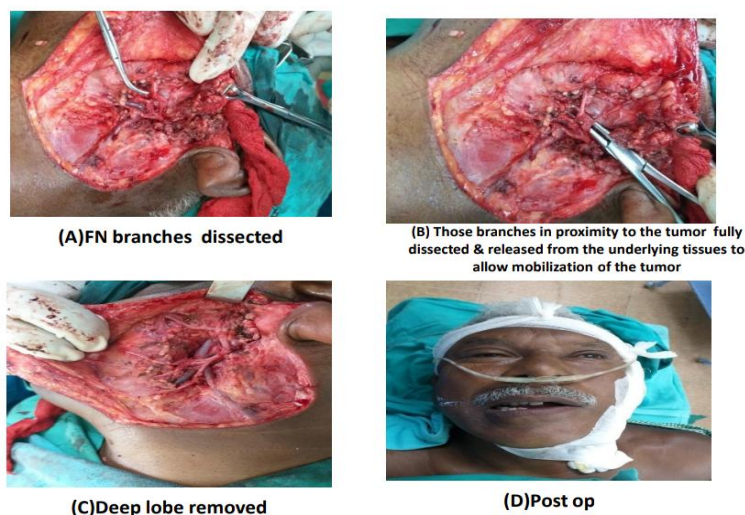 (A)FN branches dissected
(B) Those branches in proximity to the tumor fully
dissected & released from the underlying tissues to
allow mobilization of the tumor
(C)Deep lobe removed
(D)Post op